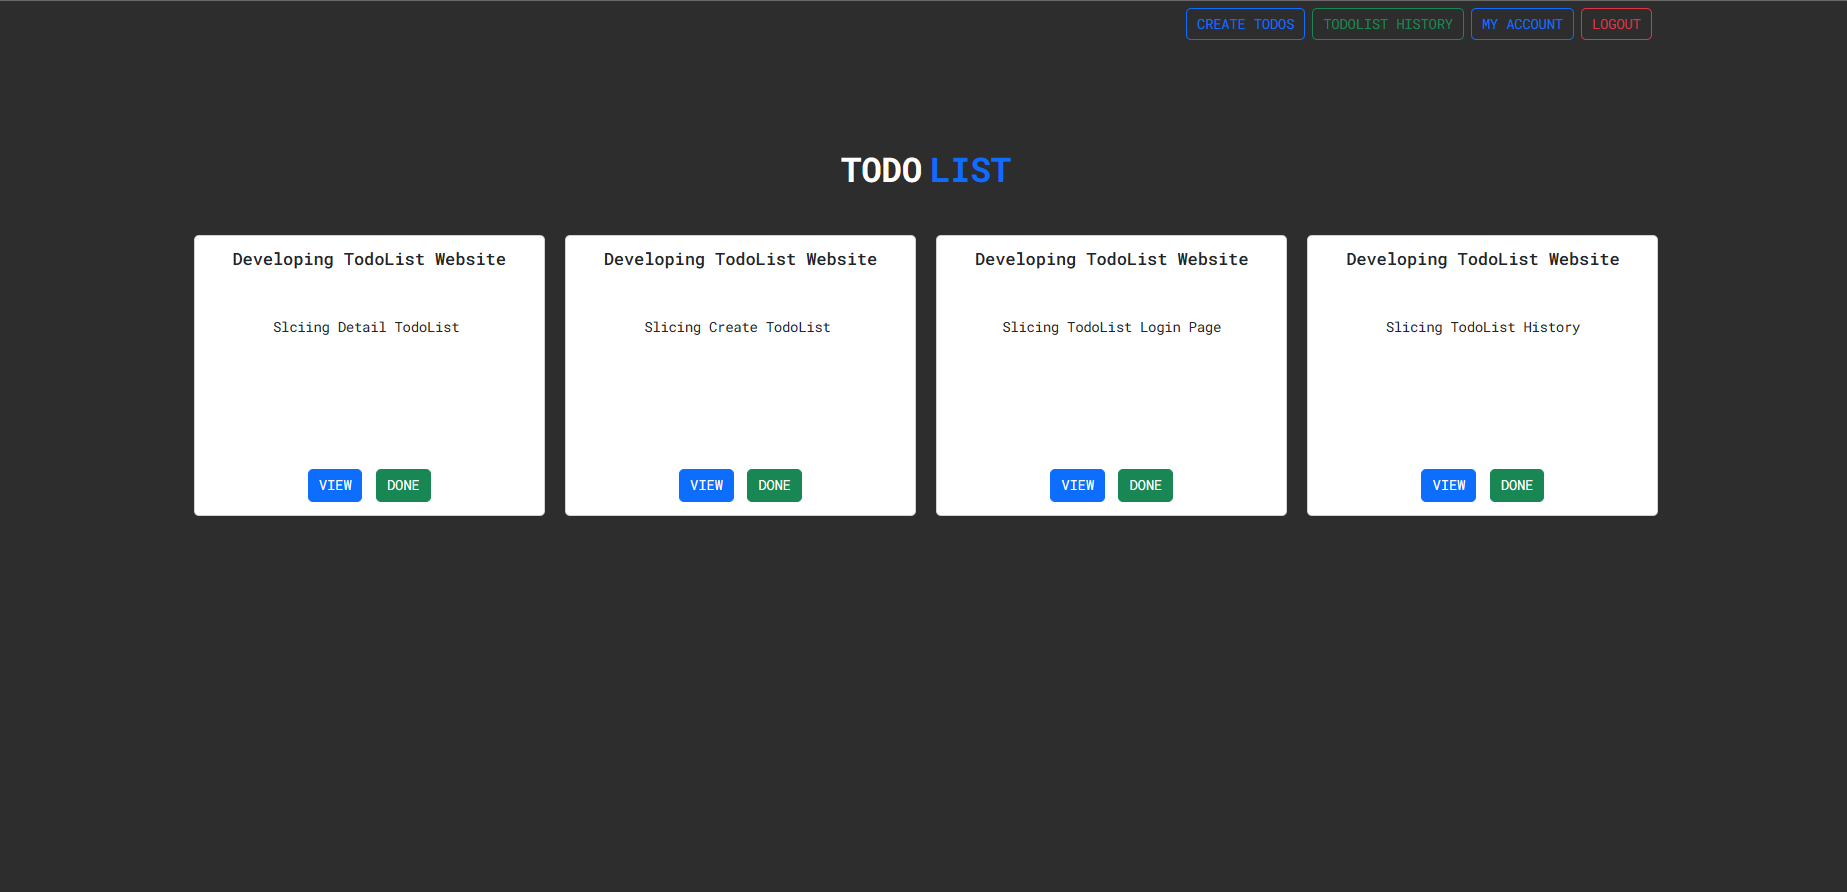 CREATE TODOS TODOLIST HISTORY MY ACCOUNT LOGOUT
TODO LIST
Developing TodoList Website
Slciing Detail TodoList
VIEW DONE
Developing TodoList Website
Slicing Create TodoList
VIEW DONE
Developing TodoList Website
Slicing TodoList Login Page
VIEW DONE
Developing TodoList Website
Slicing TodoList History
VIEW DONE